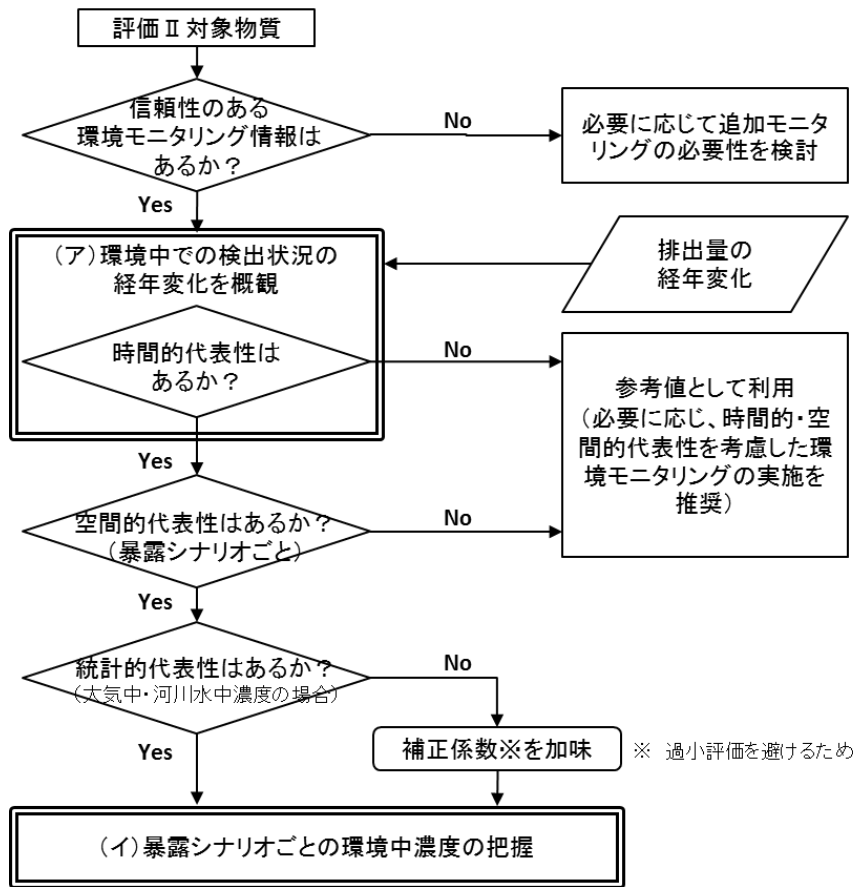 評価Ⅱ対象物質
信頼性のある
環境モニタリング情報は
あるか？
No
必要に応じて追加モニタ
リングの必要性を検討
Yes
（ア）環境中での検出状況の
経年変化を概観
排出量の
経年変化
時間的代表性は
あるか？
No
参考値として利用
（必要に応じ、時間的・空
間的代表性を考慮した環
境モニタリングの実施を
推奨）
Yes
空間的代表性はあるか？
（暴露シナリオごと）
No
Yes
統計的代表性はあるか？
（大気中・河川水中濃度の場合）
No
Yes
補正係数※を加味
※ 過小評価を避けるため
（イ）暴露シナリオごとの環境中濃度の把握